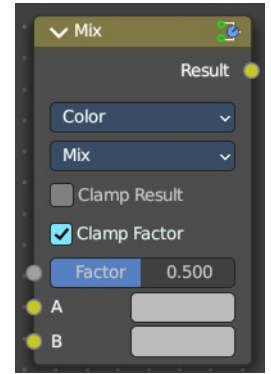 Mix
Result
Color
Mix
Clamp Result
Clamp Factor
Factor 0.500
A
B